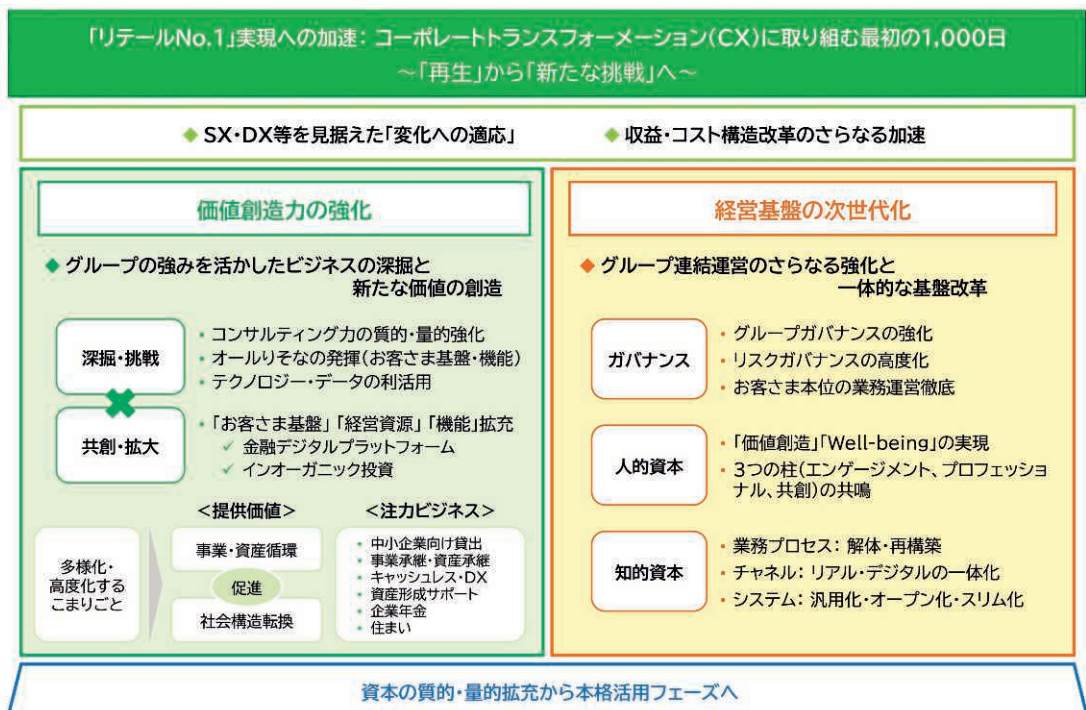 「リテールNo.1」実現への加速：コーポレートトランスフォーメーション(CX)に取り組む最初の1,000日
～「再生」から「新たな挑戦」へ～
◆ SX・DX等を見据えた「変化への適応」
◆ 収益・コスト構造改革のさらなる加速
価値創造力の強化
◆ グループの強みを活かしたビジネスの深掘と
新たな価値の創造
深掘・挑戦
・コンサルティング力の質的・量的強化
・オールりそなの発揮(お客さま基盤・機能)
・テクノロジー・データの利活用
共創・拡大
・「お客さま基盤」「経営資源」「機能」拡充
✓ 金融デジタルプラットフォーム
✓ インオーガニック投資
多様化・
高度化する
こまりごと
＜提供価値＞
事業・資産循環
促進
社会構造転換
＜注力ビジネス＞
・中小企業向け貸出
・事業承継・資産承継
・キャッシュレス・DX
・資産形成サポート
・企業年金
・住まい
経営基盤の次世代化
◆ グループ連結運営のさらなる強化と
一体的な基盤改革
ガバナンス
・グループガバナンスの強化
・リスクガバナンスの高度化
・お客さま本位の業務運営徹底
人的資本
・「価値創造」「Well-being」の実現
・3つの柱(エンゲージメント、プロフェッショ
ナル、共創)の共鳴
知的資本
・業務プロセス：解体・再構築
・チャネル：リアル・デジタルの一体化
・システム：汎用化・オープン化・スリム化
資本の質的・量的拡充から本格活用フェーズへ